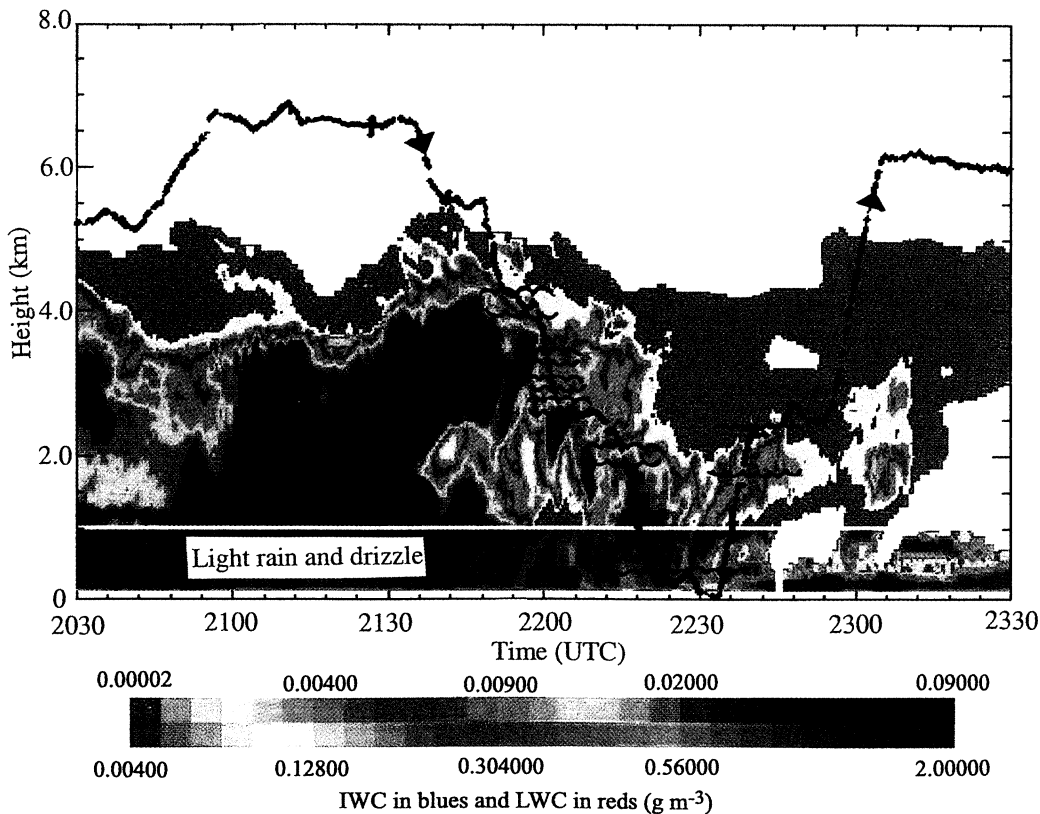 8.0
6.0
4.0
2.0
0
Height (km)
Light rain and drizzle
2030 2100 2130 2200 2230 2300 2330
Time (UTC)
0.00002 0.00400 0.00900 0.02000 0.09000
0.00400 0.12800 0.304000 0.56000 2.00000
IWC in blues and LWC in reds (g m⁻³)